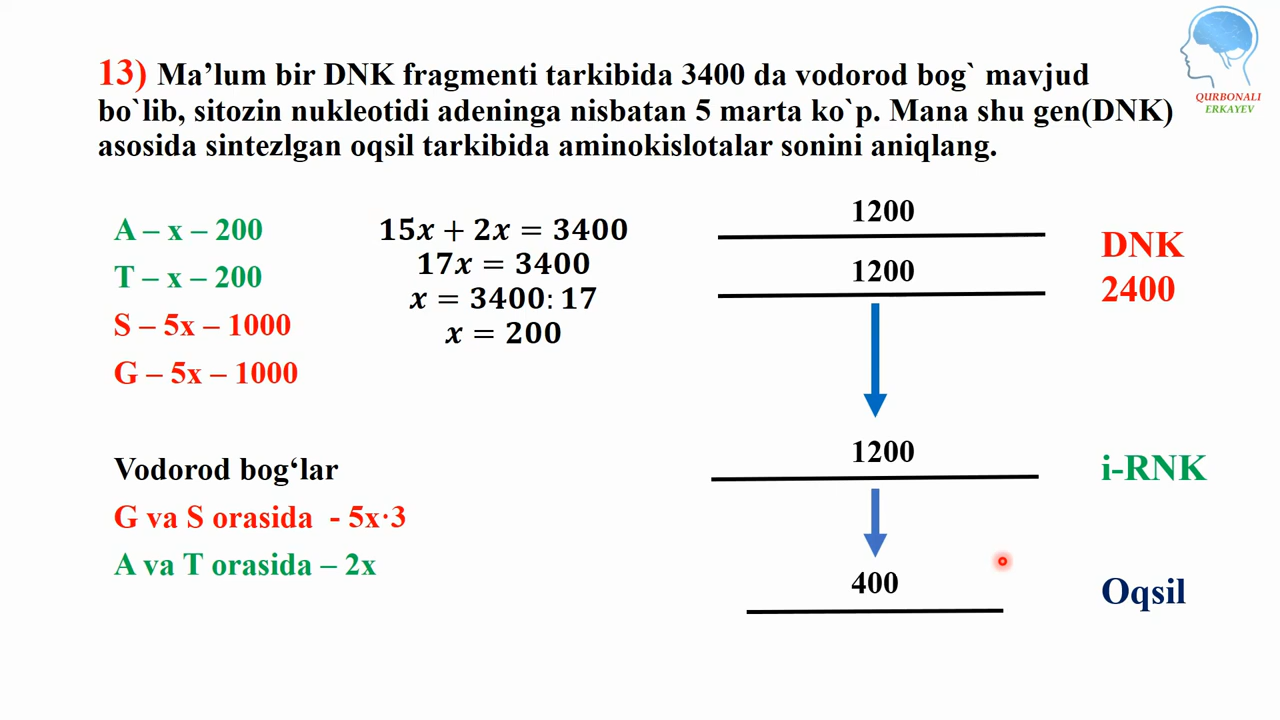 QURBONALI
ERKAYEV
13) Ma’lum bir DNK fragmenti tarkibida 3400 da vodorod bog` mavjud
bo`lib, sitozin nukleotidi adeninga nisbatan 5 marta ko`p. Mana shu gen(DNK)
asosida sintezlgan oqsil tarkibida aminokislotalar sonini aniqlang.
A – x – 200
T – x – 200
S – 5x – 1000
G – 5x – 1000
Vodorod bog‘lar
G va S orasida - 5x·3
A va T orasida – 2x
15x + 2x = 3400
17x = 3400
x = 3400: 17
x = 200
1200
1200
DNK
2400
1200
i-RNK
400
Oqsil